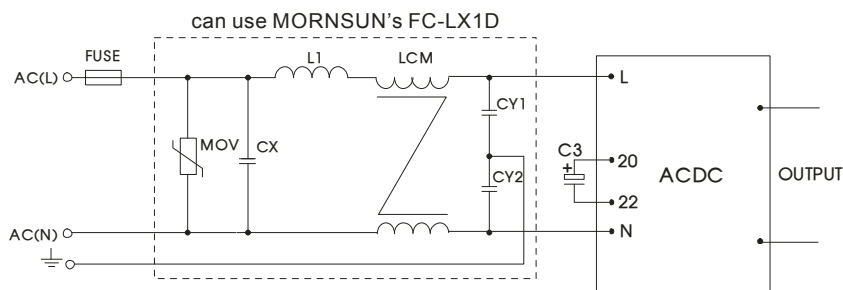 can use MORNSUN's FC-LX1D
FUSE
L1
LCM
AC(L)
L
CY1
MOV
CX
C3
+
20
ACDC
OUTPUT
CY2
22
AC(N)
N